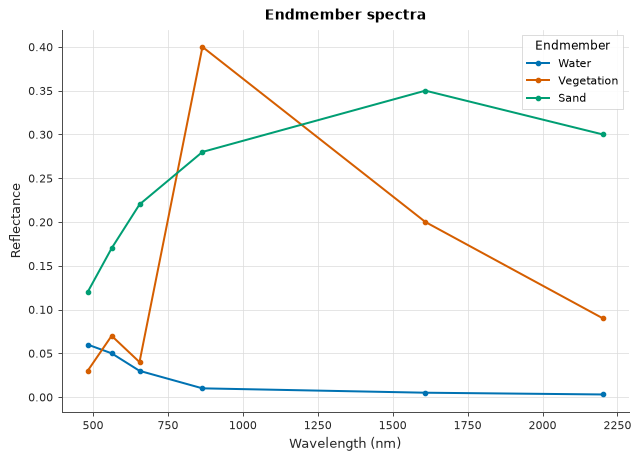 Endmember spectra
Endmember
Water
Vegetation
Sand
Reflectance
0.40
0.35
0.30
0.25
0.20
0.15
0.10
0.05
0.00
500
750
1000
1250
1500
1750
2000
2250
Wavelength (nm)